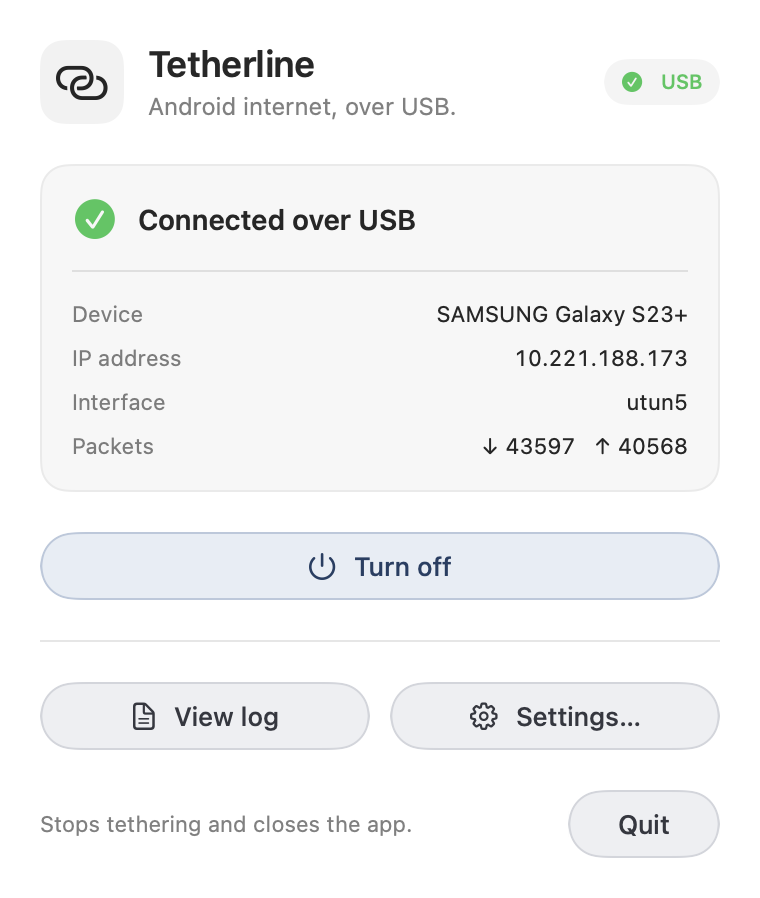 Tetherline
Android internet, over USB.
USB
Connected over USB
Device SAMSUNG Galaxy S23+
IP address 10.221.188.173
Interface utun5
Packets ↓ 43597 ↑ 40568
Turn off
View log
Settings...
Stops tethering and closes the app.
Quit